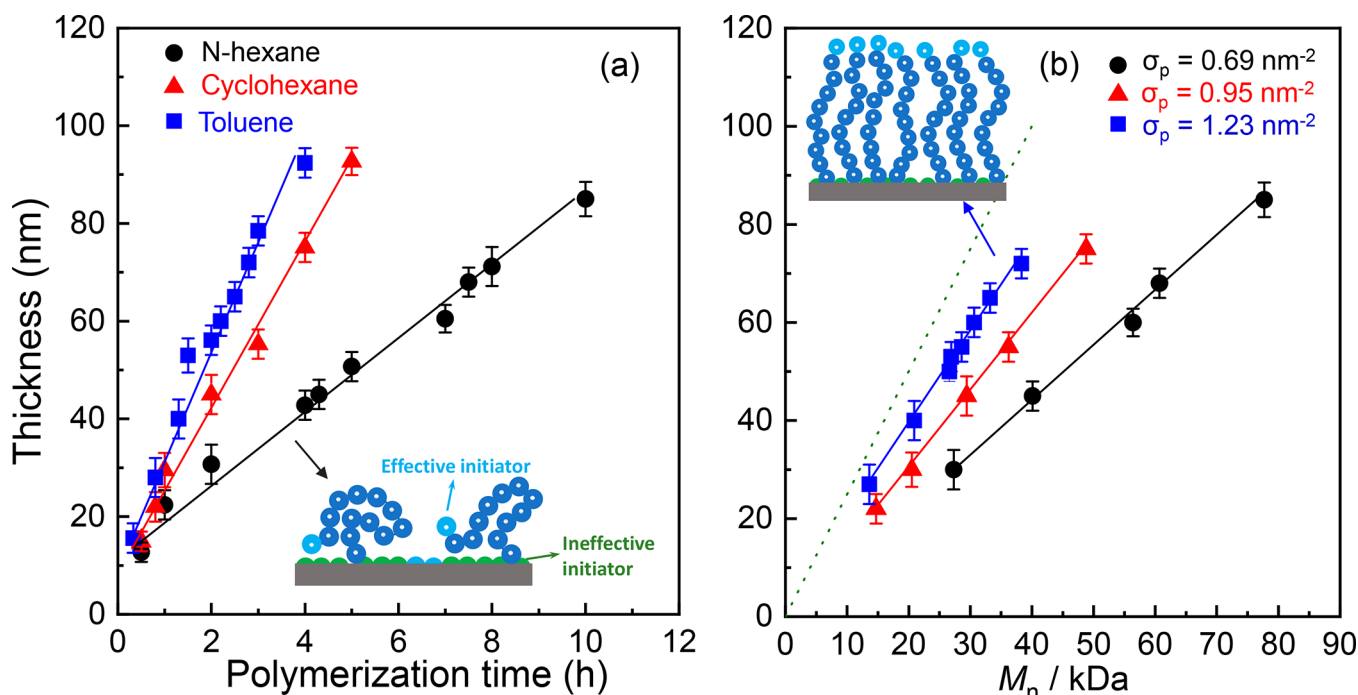 120
100
80
60
40
20
0
Thickness (nm)
N-hexane
Cyclohexane
Toluene
(a)
Effective initiator
Ineffective
initiator
0 2 4 6 8 10 12
Polymerization time (h)
120
100
80
60
40
20
0
(b)
σp = 0.69 nm-2
σp = 0.95 nm-2
σp = 1.23 nm-2
0 10 20 30 40 50 60 70 80 90
Mn / kDa